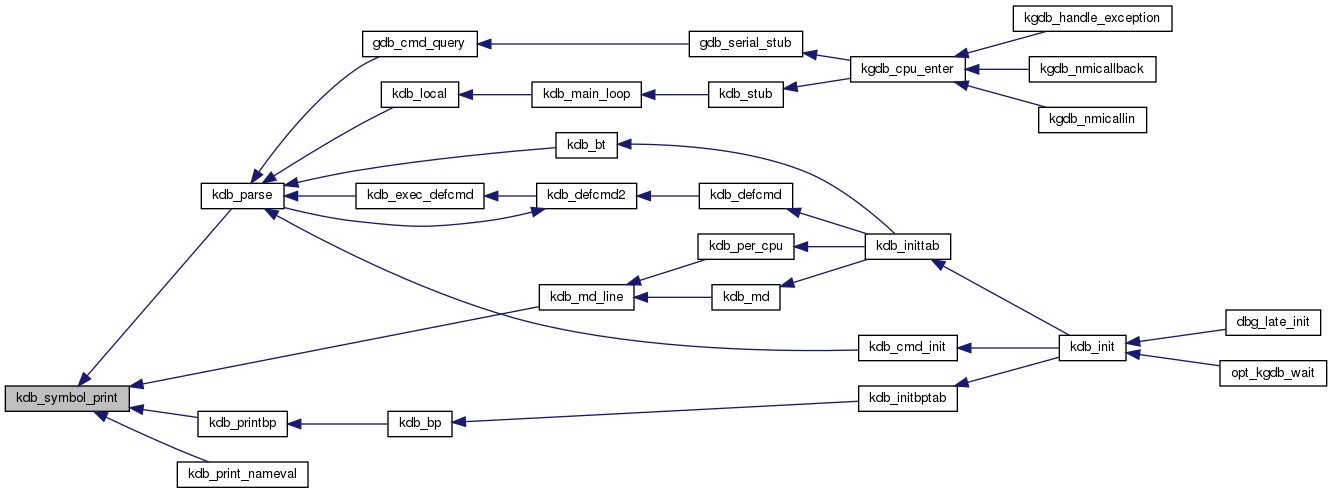 kgdb_handle_exception
gdb_cmd_query
gdb_serial_stub
kgdb_cpu_enter
kgdb_nmicallback
kdb_local
kdb_main_loop
kdb_stub
kgdb_nmicallin
kdb_bt
kdb_parse
kdb_exec_defcmd
kdb_defcmd2
kdb_defcmd
kdb_per_cpu
kdb_inittab
kdb_md_line
kdb_md
dbg_late_init
kdb_cmd_init
kdb_init
opt_kgdb_wait
kdb_symbol_print
kdb_initbptab
kdb_printbp
kdb_bp
kdb_print_nameval